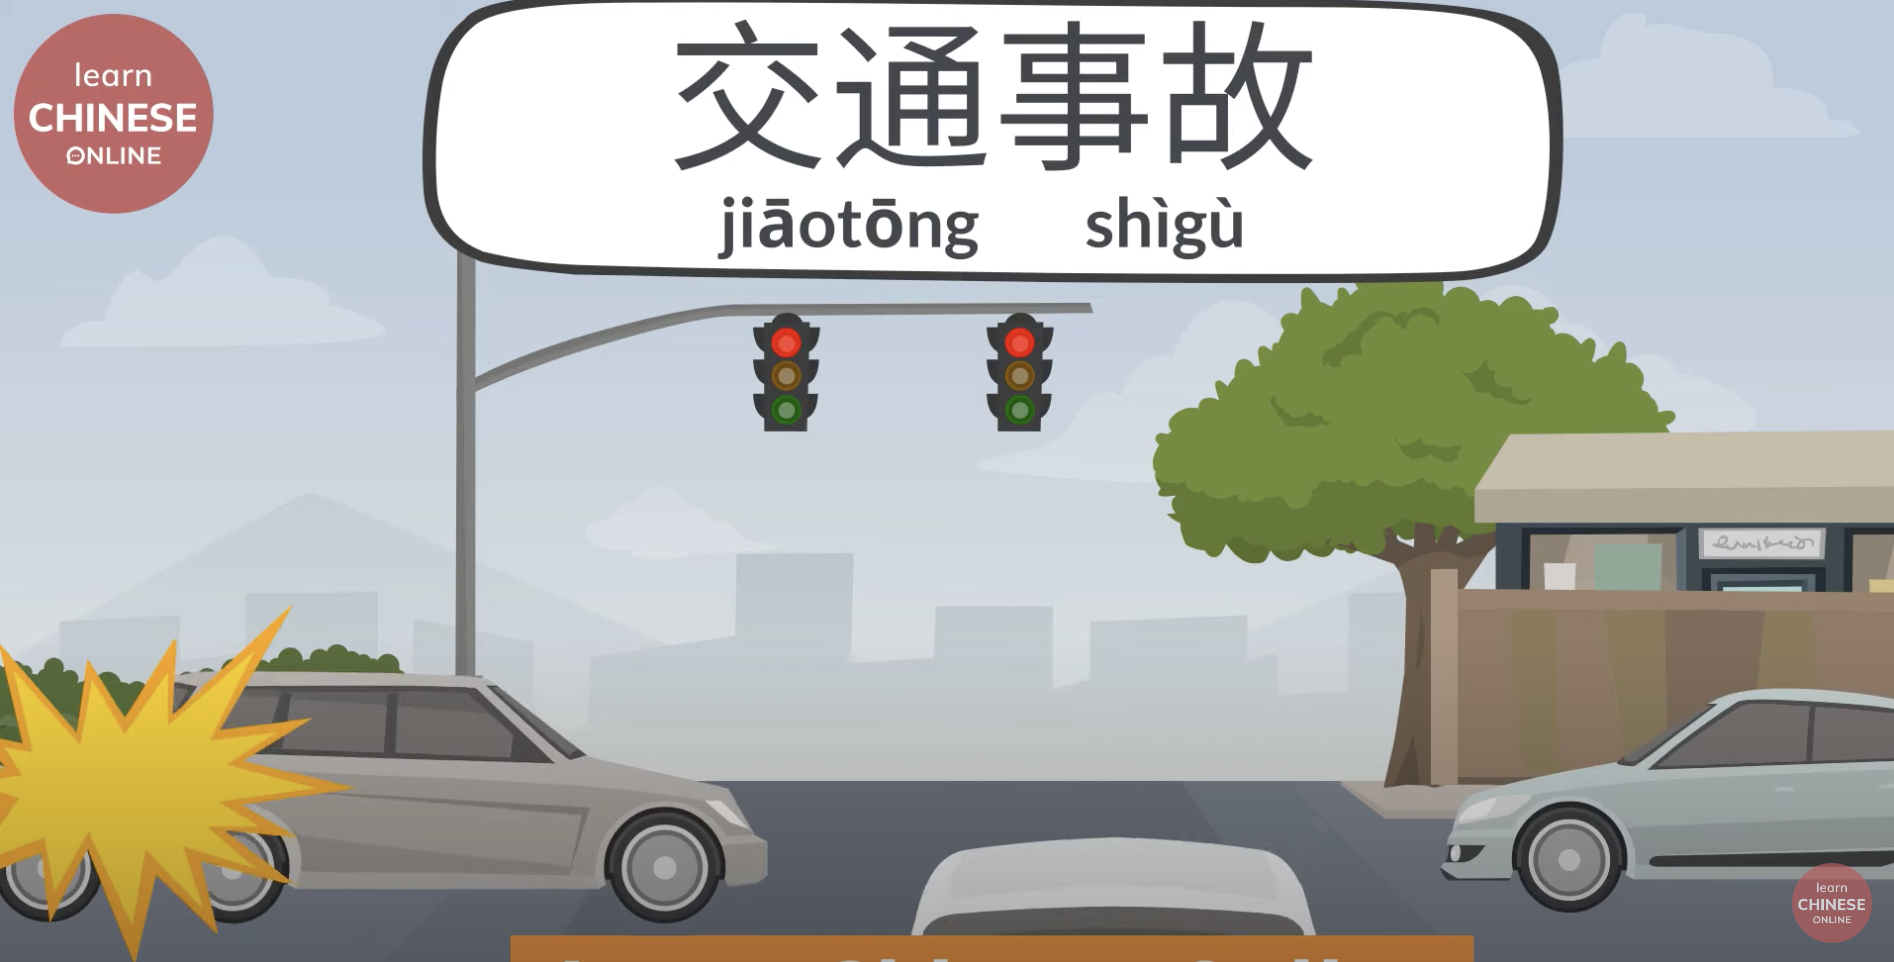 learn
CHINESE
ONLINE
交通事故
jiāotōng shìgù
learn
CHINESE
ONLINE